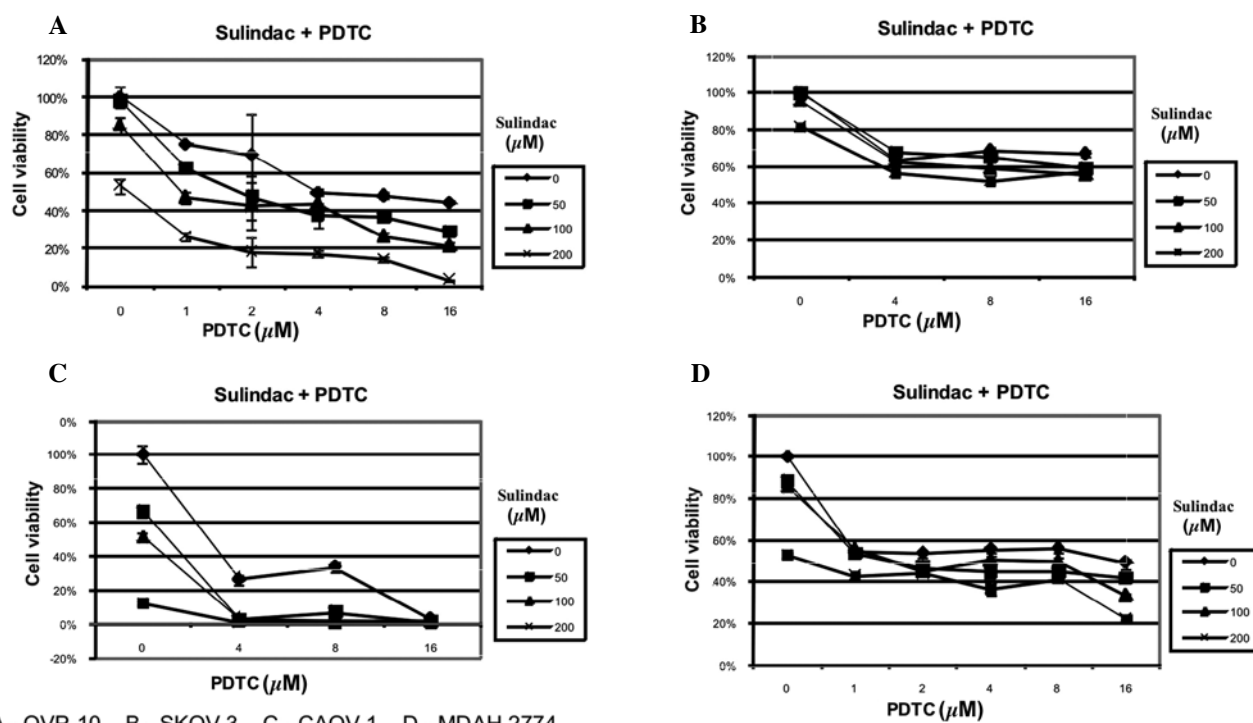 A
Sulindac + PDTC
120%
100%
80%
60%
40%
20%
0%
Cell viability
0 1 2 4 8 16
PDTC (µM)
Sulindac
(µM)
0
50
100
200
B
Sulindac + PDTC
120%
100%
80%
60%
40%
20%
0%
Cell viability
0 4 8 16
PDTC (µM)
Sulindac
(µM)
0
50
100
200
C
Sulindac + PDTC
0%
100%
80%
60%
40%
20%
0%
-20%
Cell viability
0 4 8 16
PDTC (µM)
Sulindac
(µM)
0
50
100
200
D
Sulindac + PDTC
120%
100%
80%
60%
40%
20%
0%
Cell viability
0 1 2 4 8 16
PDTC (µM)
Sulindac
(µM)
0
50
100
200